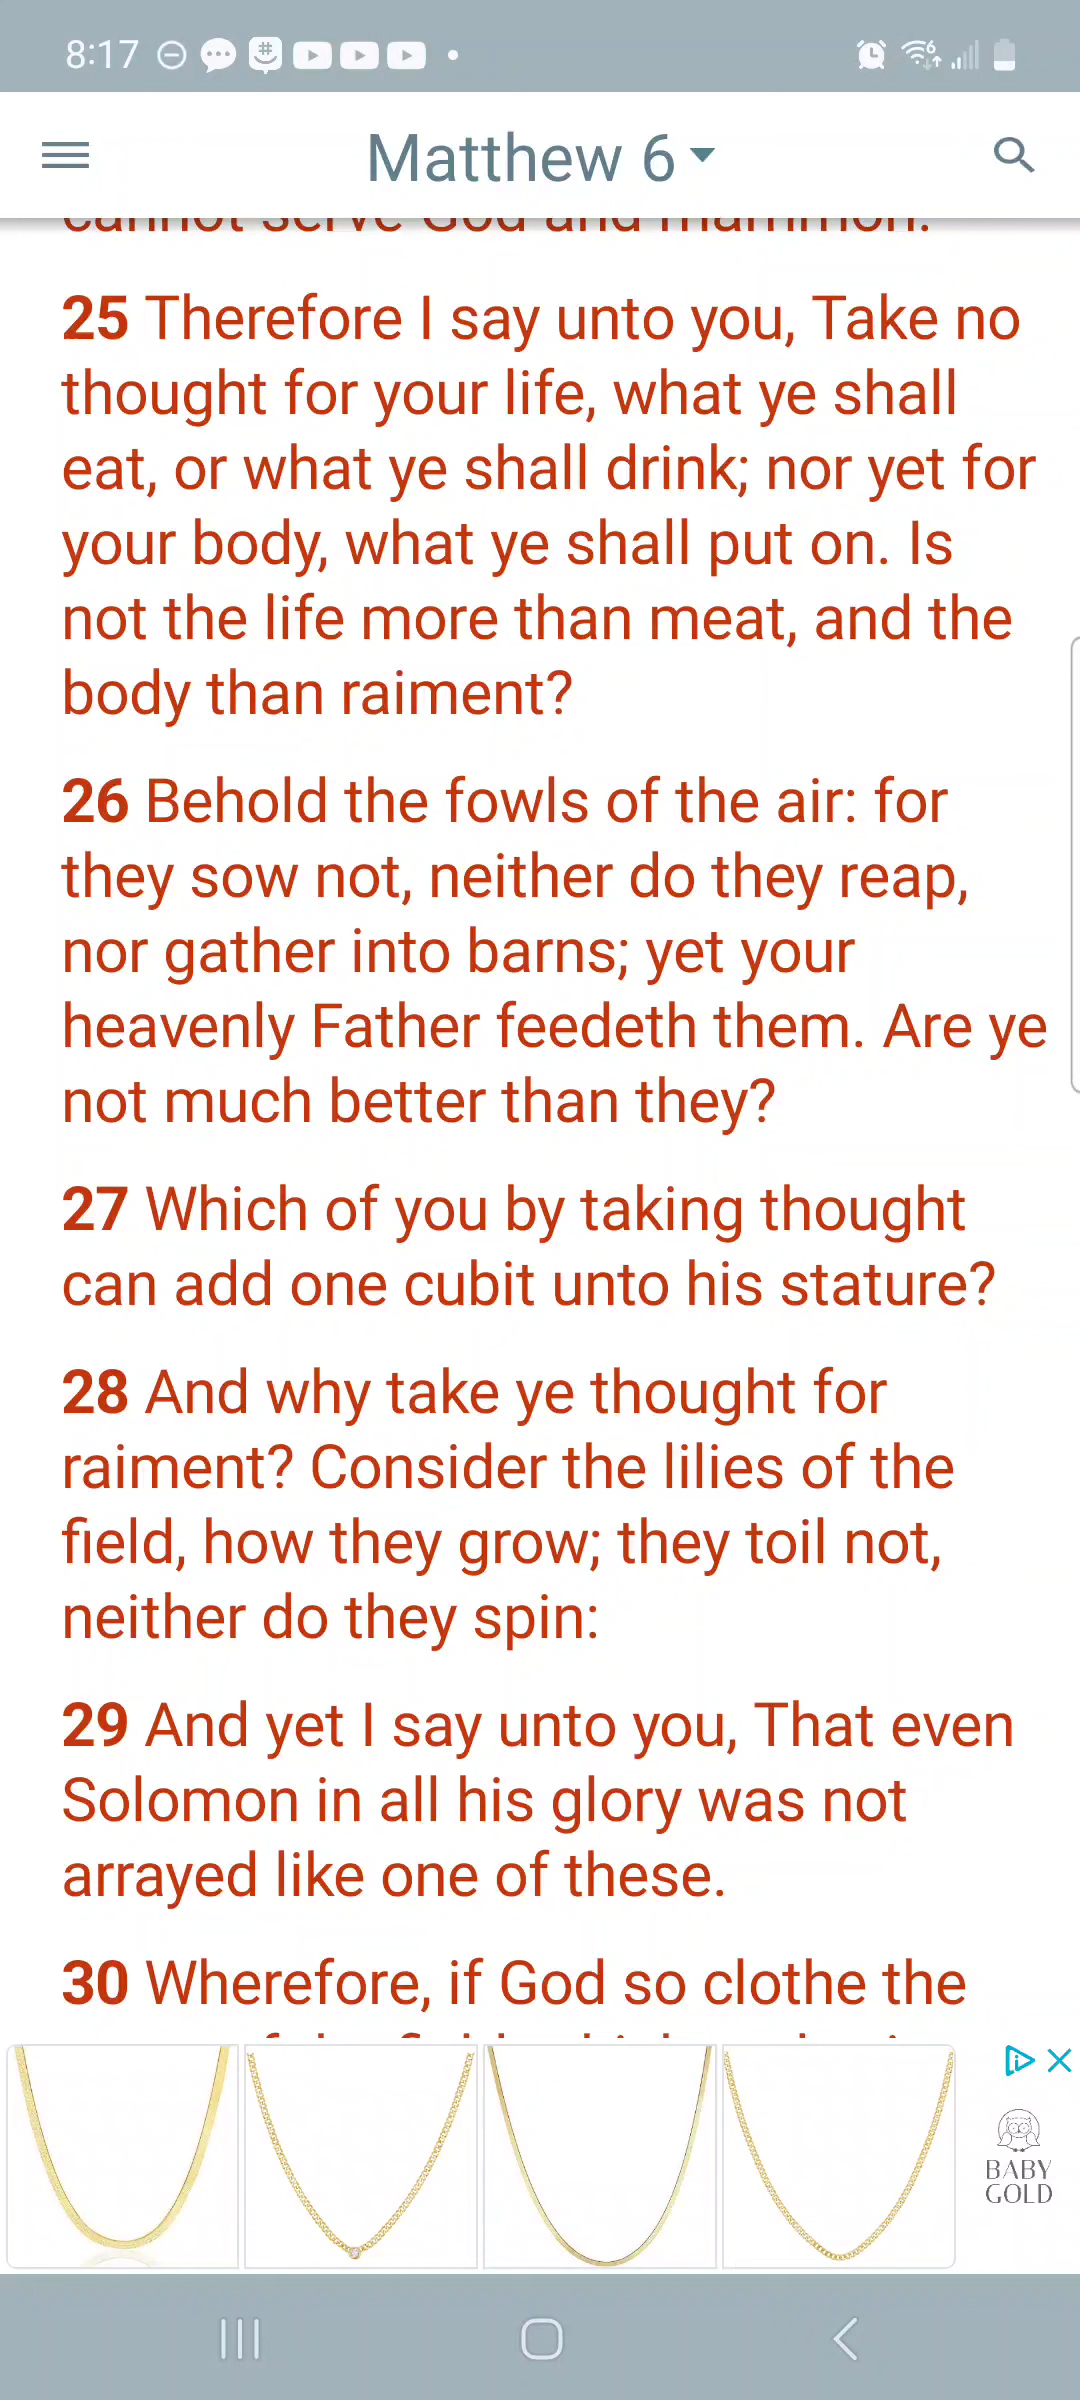 8:17
Matthew 6
cannot serve God and mammon.
25 Therefore I say unto you, Take no
thought for your life, what ye shall
eat, or what ye shall drink; nor yet for
your body, what ye shall put on. Is
not the life more than meat, and the
body than raiment?
26 Behold the fowls of the air: for
they sow not, neither do they reap,
nor gather into barns; yet your
heavenly Father feedeth them. Are ye
not much better than they?
27 Which of you by taking thought
can add one cubit unto his stature?
28 And why take ye thought for
raiment? Consider the lilies of the
field, how they grow; they toil not,
neither do they spin:
29 And yet I say unto you, That even
Solomon in all his glory was not
arrayed like one of these.
30 Wherefore, if God so clothe the
BABY
GOLD